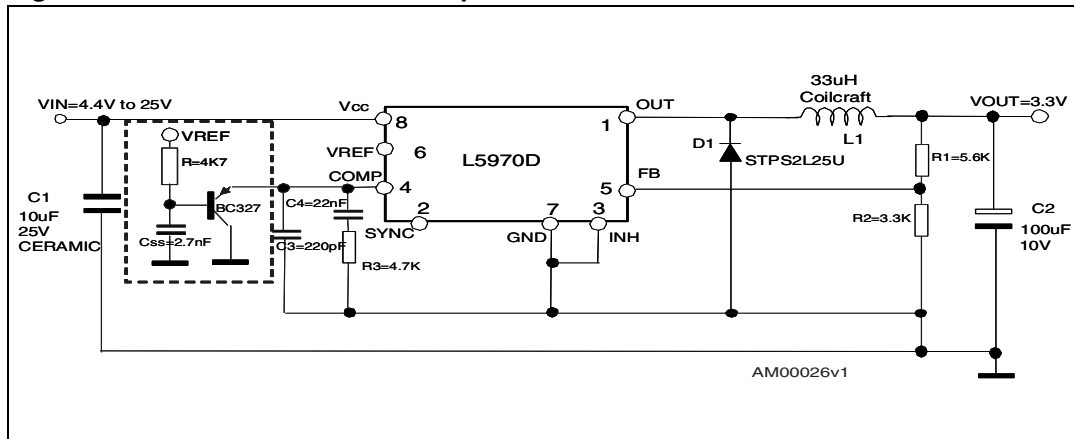 VIN=4.4V to 25V
VREF
R=4K7
BC327
Css=2.7nF
C1
10uF
25V
CERAMIC
Vcc
8
VREF
6
COMP
4
L5970D
1
OUT
5
FB
2
SYNC
7
GND
3
INH
C4=22nF
C3=220pF
R3=4.7K
D1
STPS2L25U
33uH
Coilcraft
L1
VOUT=3.3V
R1=5.6K
R2=3.3K
C2
100uF
10V
AM00026v1